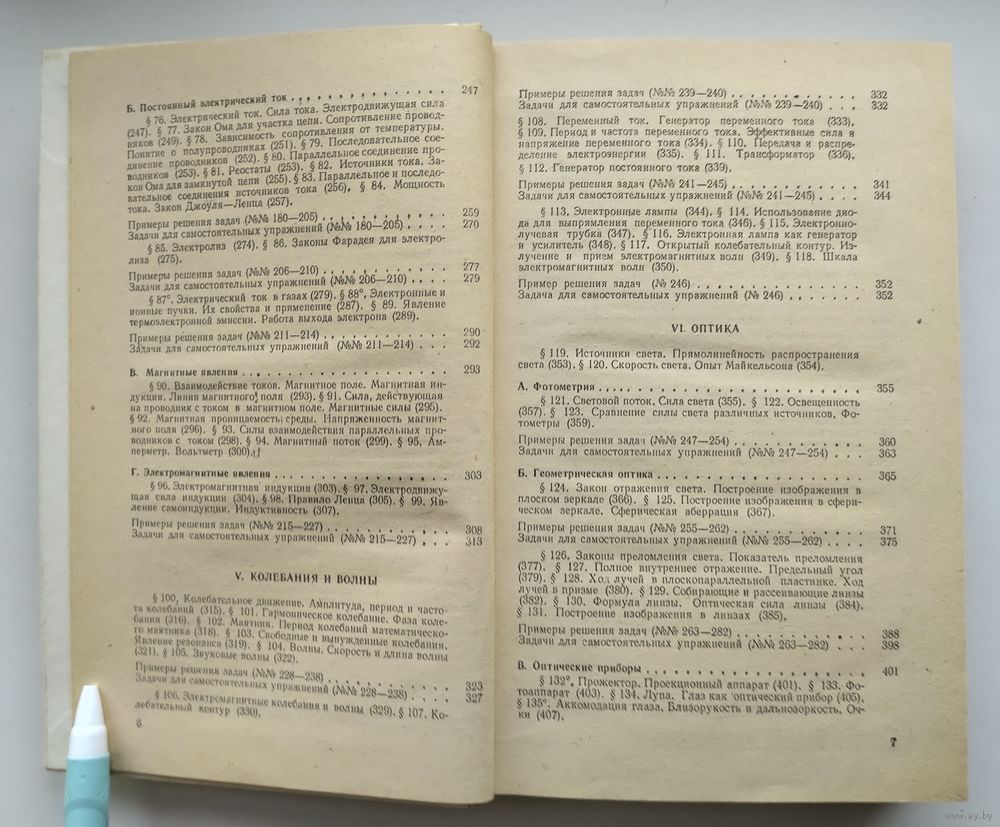 Б. Постоянный электрический ток . . . . . . . . . . . . . . 247
§ 76. Электрический ток. Сила тока. Электродвижущая сила
(247). § 77. Закон Ома для участка цепи. Сопротивление провод-
ников (249). § 78. Зависимость сопротивления от температуры.
Понятие о полупроводниках (251). § 79. Последовательное сое-
динение проводников (252). § 80. Параллельное соединение про-
водников (253). § 81. Реостаты (253). § 82. Источники тока. За-
кон Ома для замкнутой цепи (255). § 83. Параллельное и последо-
вательное соединения источников тока (256). § 84. Мощность
тока. Закон Джоуля—Ленца (257).
Примеры решения задач (№№ 180—205) . . . . . . . . . . 259
Задачи для самостоятельных упражнений (№№ 180—205) . . . . 270
§ 85. Электролиз (274). § 86. Законы Фарадея для электро-
лиза (275).
Примеры решения задач (№№ 206—210) . . . . . . . . . . 277
Задачи для самостоятельных упражнений (№№ 206—210) . . . . 279
§ 87°. Электрический ток в газах (279). § 88°. Электронные и
ионные пучки. Их свойства и применение (287). § 89. Явление
термоэлектронной эмиссии. Работа выхода электрона (289).
Примеры решения задач (№№ 211—214) . . . . . . . . . . 290
Задачи для самостоятельных упражнений (№№ 211—214) . . . 292
В. Магнитные явления . . . . . . . . . . . . . . . . . 293
§ 90. Взаимодействие токов. Магнитное поле. Магнитная ин-
дукция. Линии магнитного поля (293). § 91. Сила, действующая
на проводник с током в магнитном поле. Магнитные силы (295).
§ 92. Магнитная проницаемость среды. Напряженность магнит-
ного поля (296). § 93. Силы взаимодействия параллельных про-
водников с током (298). § 94. Магнитный поток (299). § 95. Ам-
перметр. Вольтметр (300).
Г. Электромагнитные явления . . . . . . . . . . . . . . 303
§ 96. Электромагнитная индукция (303). § 97. Электродвижу-
щая сила индукции (304). § 98. Правило Ленца (305). § 99. Яв-
ление самоиндукции. Индуктивность (307).
Примеры решения задач (№№ 215—227) . . . . . . . . . . 308
Задачи для самостоятельных упражнений (№№ 215—227) . . . 313
V. КОЛЕБАНИЯ И ВОЛНЫ
§ 100. Колебательное движение. Амплитуда, период и часто-
та колебаний (315). § 101. Гармоническое колебание. Фаза коле-
бания (316). § 102. Маятник. Период колебаний математическо-
го маятника (318). § 103. Свободные и вынужденные колебания.
Явление резонанса (319). § 104. Волны. Скорость и длина волны
(321). § 105. Звуковые волны (322).
Примеры решения задач (№№ 228—238) . . . . . . . . . . 323
Задачи для самостоятельных упражнений (№№ 228—238) . . . 327
§ 106. Электромагнитные колебания и волны (329). § 107. Ко-
лебательный контур (330).
6
Примеры решения задач (№№ 239—240) . . . . . . . . . . 332
Задачи для самостоятельных упражнений (№№ 239—240) . . . 332
§ 108. Переменный ток. Генератор переменного тока (333).
§ 109. Период и частота переменного тока. Эффективные сила и
напряжение переменного тока (334). § 110. Передача и распре-
деление электроэнергии (335). § 111. Трансформатор (336).
§ 112. Генератор постоянного тока (339).
Примеры решения задач (№№ 241—245) . . . . . . . . . . 341
Задачи для самостоятельных упражнений (№№ 241—245) . . . . 344
§ 113. Электронные лампы (344). § 114. Использование дио-
да для выпрямления переменного тока (346). § 115. Электронно-
лучевая трубка (347). § 116. Электронная лампа как генератор
и усилитель (348). § 117. Открытый колебательный контур. Из-
лучение и прием электромагнитных волн (349). § 118. Шкала
электромагнитных волн (350).
Пример решения задач (№ 246) . . . . . . . . . . . . . 352
Задача для самостоятельных упражнений (№ 246) . . . . . . . 352
VI. ОПТИКА
§ 119. Источники света. Прямолинейность распространения
света (353). § 120. Скорость света. Опыт Майкельсона (354).
А. Фотометрия . . . . . . . . . . . . . . . . . . . . 355
§ 121. Световой поток. Сила света (355). § 122. Освещенность
(357). § 123. Сравнение силы света различных источников. Фо-
тометры (359).
Примеры решения задач (№№ 247—254) . . . . . . . . . . 360
Задачи для самостоятельных упражнений (№№ 247—254) . . . . 363
Б. Геометрическая оптика . . . . . . . . . . . . . . . . 365
§ 124. Закон отражения света. Построение изображения в
плоском зеркале (366). § 125. Построение изображения в сфери-
ческом зеркале. Сферическая аберрация (367).
Примеры решения задач (№№ 255—262) . . . . . . . . . . 371
Задачи для самостоятельных упражнений (№№ 255—262) . . . . 375
§ 126. Законы преломления света. Показатель преломления
(377). § 127. Полное внутреннее отражение. Предельный угол
(379). § 128. Ход лучей в плоскопараллельной пластинке. Ход
лучей в призме (380). § 129. Собирающие и рассеивающие линзы
(382). § 130. Формула линзы. Оптическая сила линзы (384).
§ 131. Построение изображения в линзах (385).
Примеры решения задач (№№ 263—282) . . . . . . . . . . 388
Задачи для самостоятельных упражнений (№№ 263—282) . . . . 398
В. Оптические приборы . . . . . . . . . . . . . . . . . 401
§ 132°. Прожектор. Проекционный аппарат (401). § 133. Фо-
тоаппарат (403). § 134. Лупа. Глаз как оптический прибор (405).
§ 135°. Аккомодация глаза. Близорукость и дальнозоркость. Оч-
ки (407).
7
www.ay.by